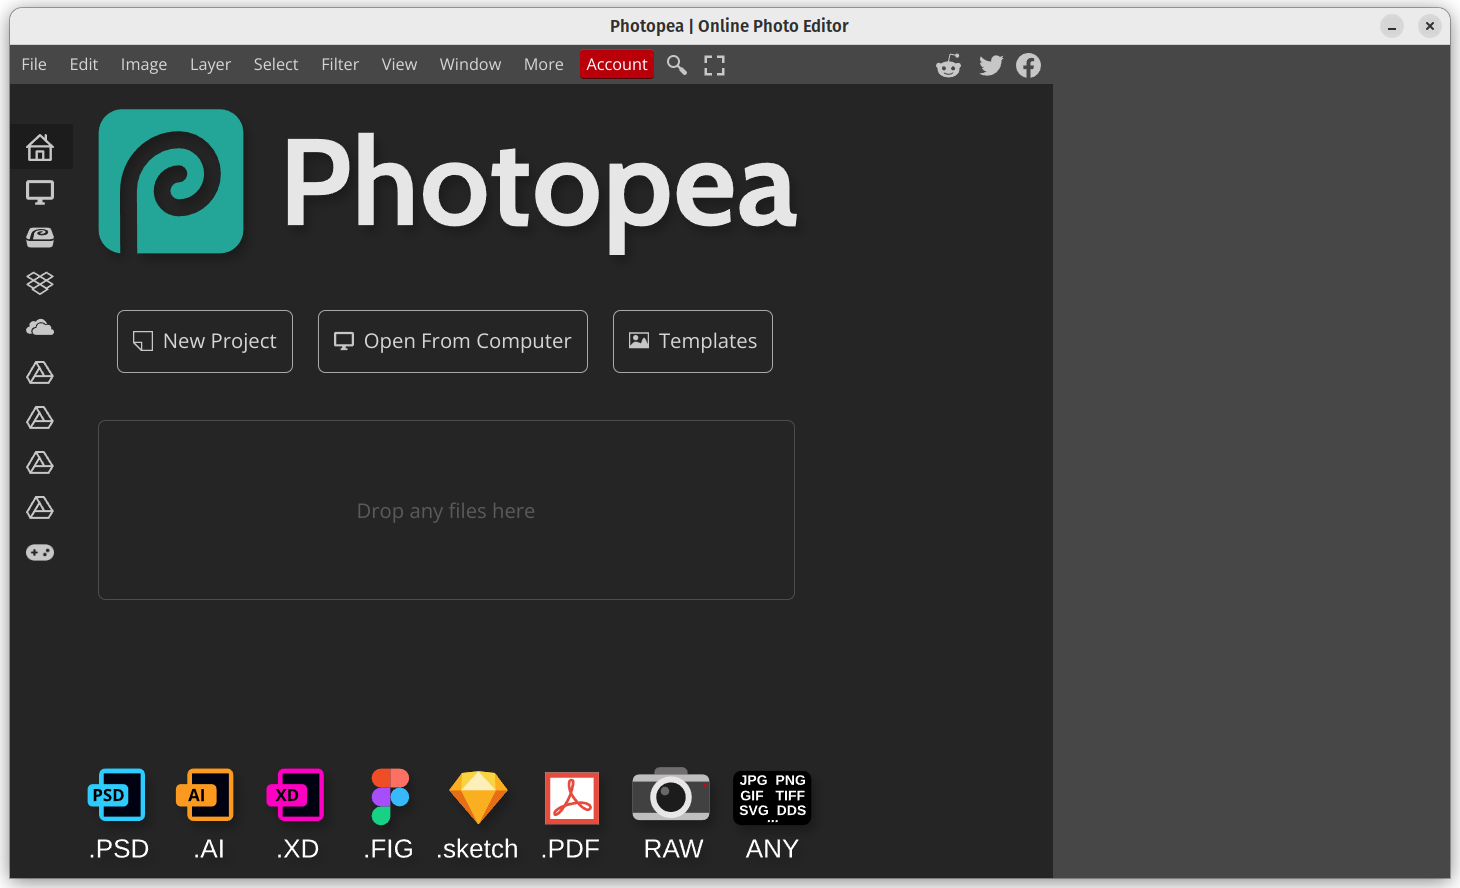 Photopea | Online Photo Editor
File Edit Image Layer Select Filter View Window More Account
Photopea
New Project Open From Computer Templates
Drop any files here
PSD AI XD JPG PNG
GIF TIFF
SVG DDS
...
.PSD .AI .XD .FIG .sketch .PDF RAW ANY